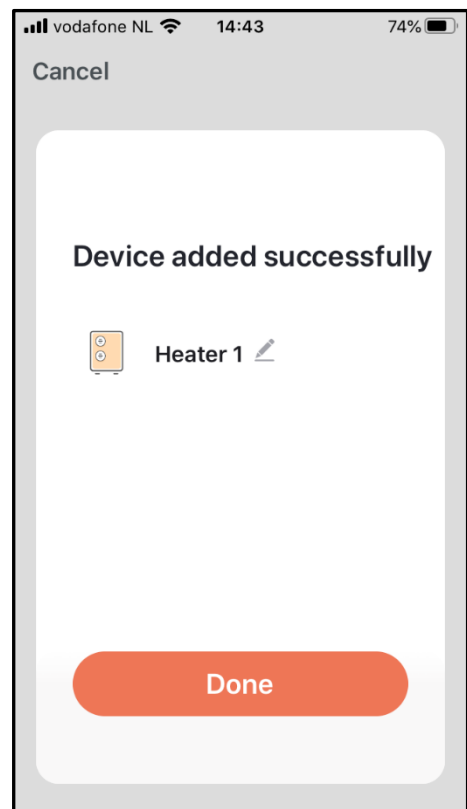 vodafone NL 14:43 74%
Cancel
Device added successfully
Heater 1
Done